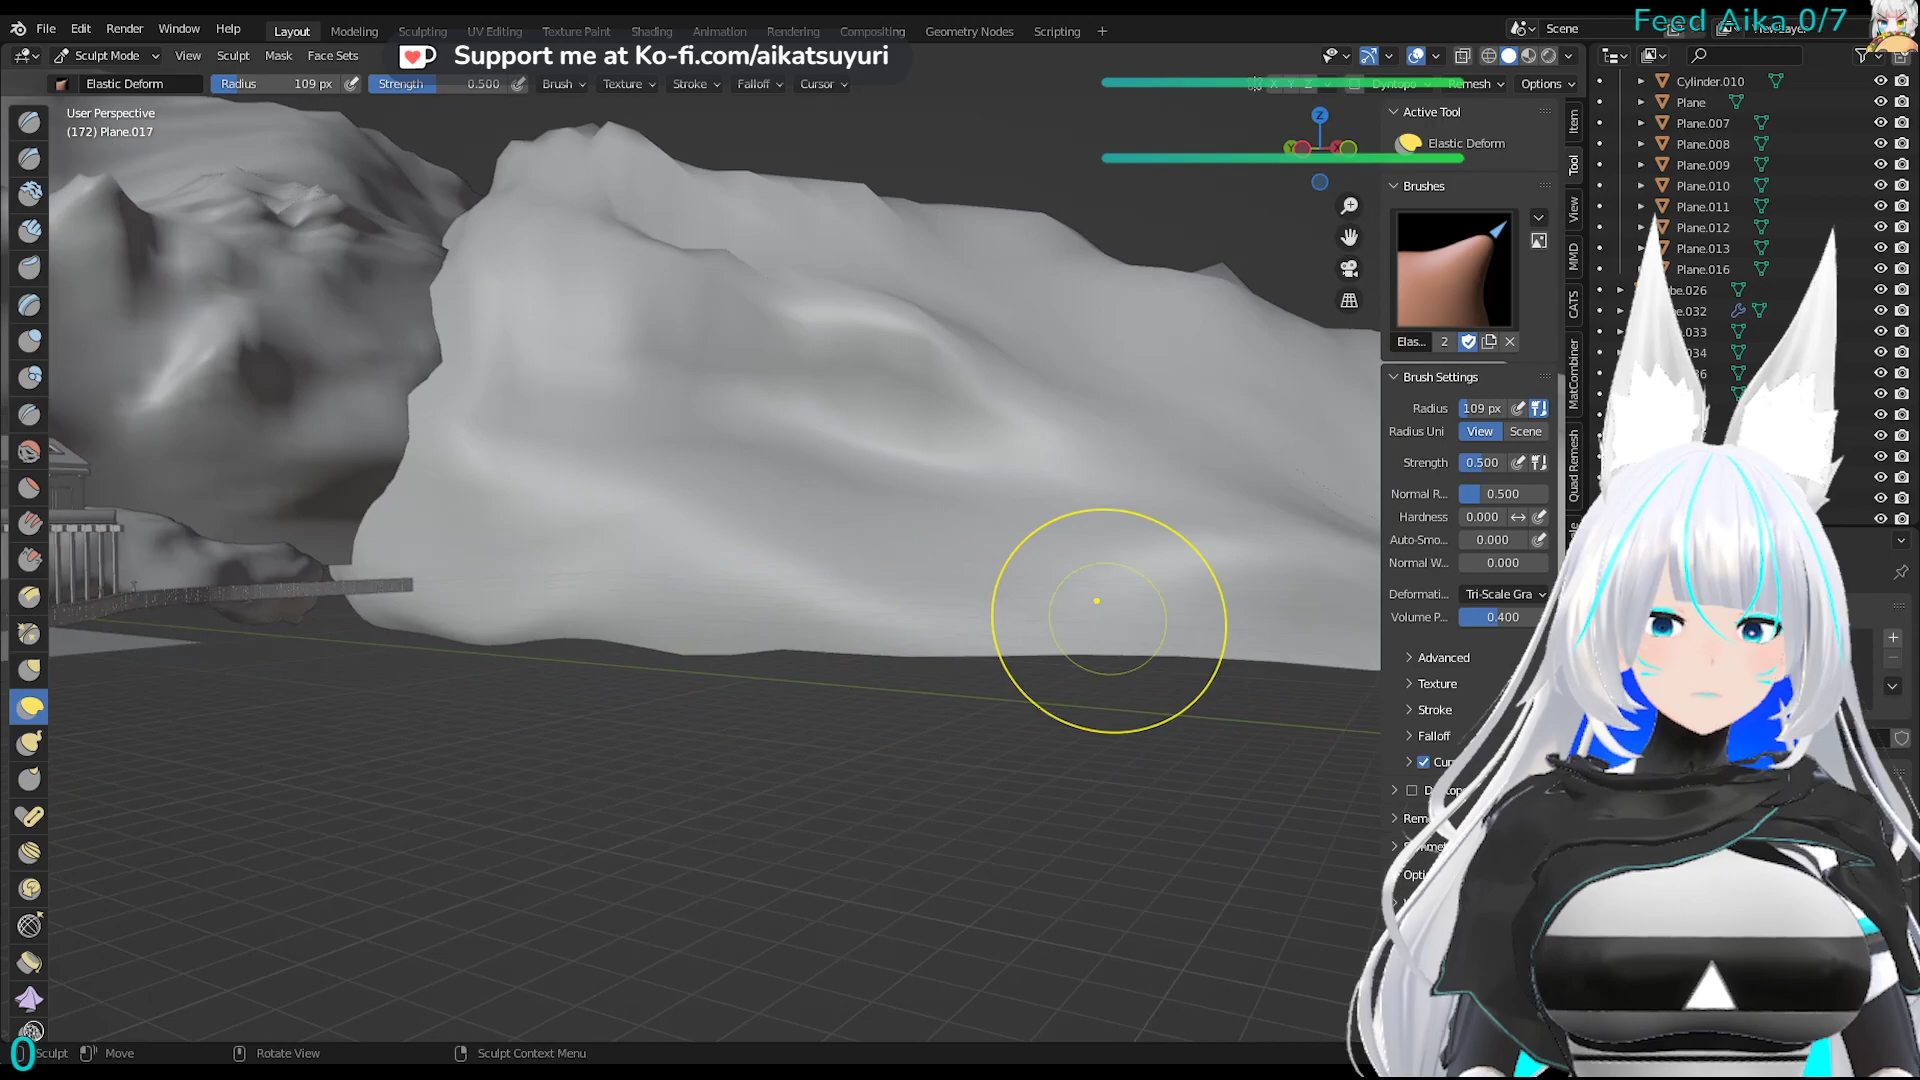 File Edit Render Window Help Layout Modeling Sculpting UV Editing Texture Paint Shading Animation Rendering Compositing Geometry Nodes Scripting Scene
Feed Aika 0/7
Sculpt Mode View Sculpt Mask Face Sets
Support me at Ko-fi.com/aikatsuyuri
Elastic Deform Radius 109 px Strength 0.500 Brush Texture Stroke Falloff Cursor X Y Z Dyntopo Remesh Options
User Perspective
(172) Plane.017
Z
Active Tool
Elastic Deform
Brushes
Elas... 2
Brush Settings
Radius 109 px
Radius Uni View Scene
Strength 0.500
Normal R... 0.500
Hardness 0.000
Auto-Smo... 0.000
Normal W... 0.000
Deformati... Tri-Scale Gra
Volume P... 0.400
Advanced
Texture
Stroke
Falloff
Item
Tool
View
MMD
CATS
MatCombiner
Quad Remesh
Cylinder.010
Plane
Plane.007
Plane.008
Plane.009
Plane.010
Plane.011
Plane.012
Plane.013
Plane.016
.026
.032
.033
0 Sculpt Move Rotate View Sculpt Context Menu